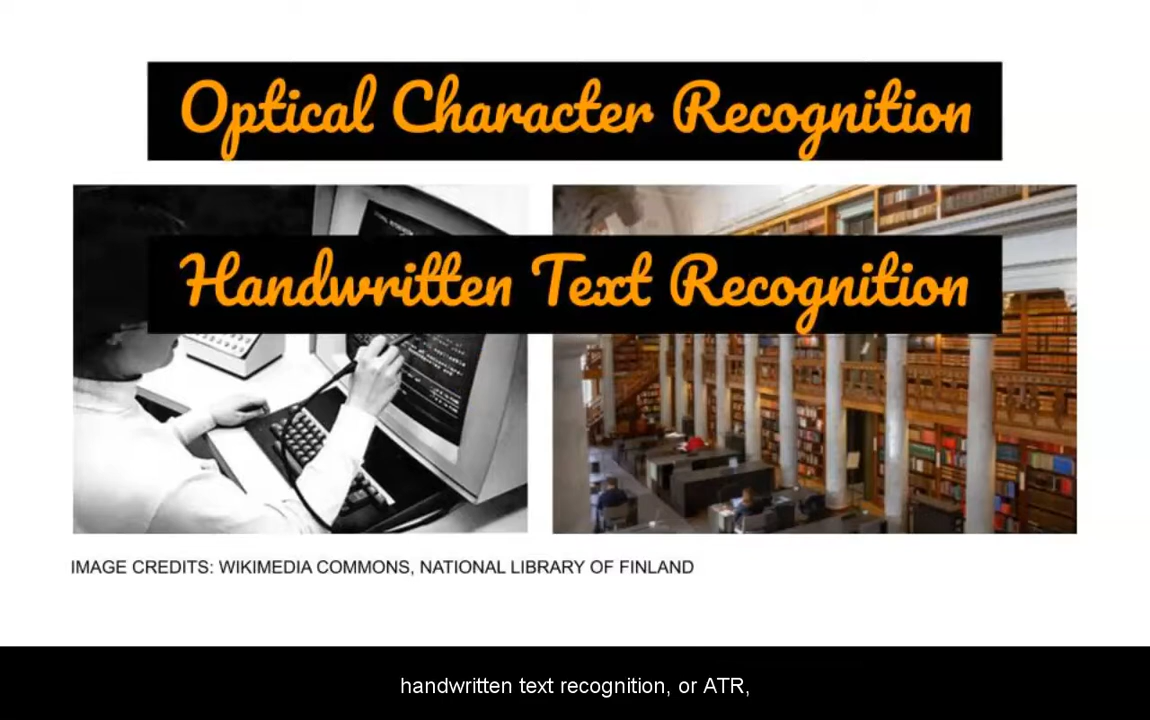 Optical Character Recognition
Handwritten Text Recognition
IMAGE CREDITS: WIKIMEDIA COMMONS, NATIONAL LIBRARY OF FINLAND
handwritten text recognition, or ATR,